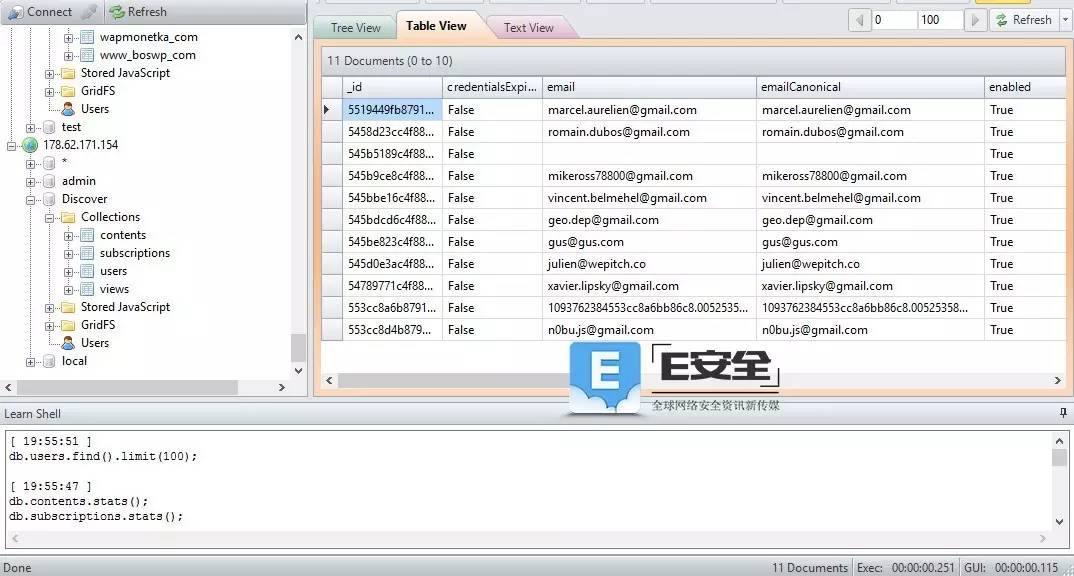 Connect Refresh
wapmonetka_com
www_boswp_com
Stored JavaScript
GridFS
Users
test
178.62.171.154
*
admin
Discover
Collections
contents
subscriptions
users
views
Stored JavaScript
GridFS
Users
local
Tree View Table View Text View
0 100 Refresh
11 Documents (0 to 10)
_id credentialsExpi... email emailCanonical enabled
5519449fb8791... False marcel.aurelien@gmail.com marcel.aurelien@gmail.com True
5458d23cc4f88... False romain.dubos@gmail.com romain.dubos@gmail.com True
545b5189c4f88... False True
545b9ce8c4f88... False mikeross78800@gmail.com mikeross78800@gmail.com True
545bbe16c4f88... False vincent.belmehel@gmail.com vincent.belmehel@gmail.com True
545bdcd6c4f88... False geo.dep@gmail.com geo.dep@gmail.com True
545be823c4f88... False gus@gus.com gus@gus.com True
545d0e3ac4f88... False julien@wepitch.co julien@wepitch.co True
54789771c4f88... False xavier.lipsky@gmail.com xavier.lipsky@gmail.com True
553cc8a6b8791... False 1093762384553cc8a6bb86c8.0052535... 1093762384553cc8a6bb86c8.00525358... True
553cc8d4b879... False n0bu.js@gmail.com n0bu.js@gmail.com True
E E安全
全球网络安全资讯新传媒
Learn Shell
[ 19:55:51 ]
db.users.find().limit(100);
[ 19:55:47 ]
db.contents.stats();
db.subscriptions.stats();
Done 11 Documents Exec: 00:00:00.251 GUI: 00:00:00.115